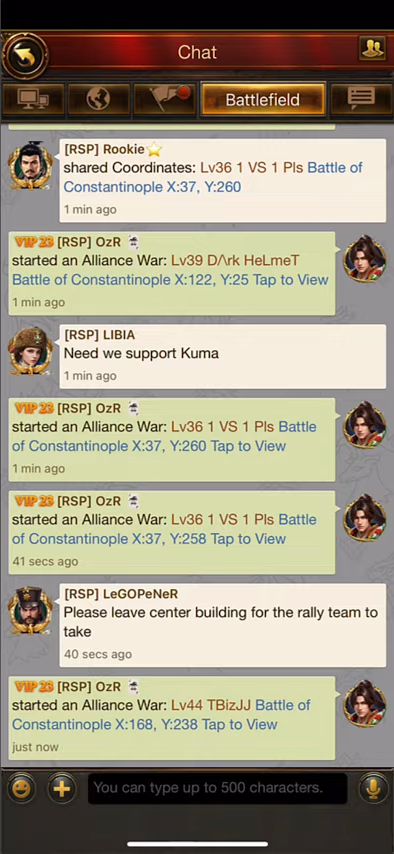 Chat
Battlefield
[RSP] Rookie⭐
shared Coordinates: Lv36 1 VS 1 Pls Battle of
Constantinople X:37, Y:260
1 min ago
VIP 23 [RSP] OzR
started an Alliance War: Lv39 D/\rk HeLmeT
Battle of Constantinople X:122, Y:25 Tap to View
1 min ago
[RSP] LIBIA
Need we support Kuma
1 min ago
VIP 23 [RSP] OzR
started an Alliance War: Lv36 1 VS 1 Pls Battle
of Constantinople X:37, Y:260 Tap to View
1 min ago
VIP 23 [RSP] OzR
started an Alliance War: Lv36 1 VS 1 Pls Battle
of Constantinople X:37, Y:258 Tap to View
41 secs ago
[RSP] LeGOPeNeR
Please leave center building for the rally team to
take
40 secs ago
VIP 23 [RSP] OzR
started an Alliance War: Lv44 TBizJJ Battle of
Constantinople X:168, Y:238 Tap to View
just now
You can type up to 500 characters.